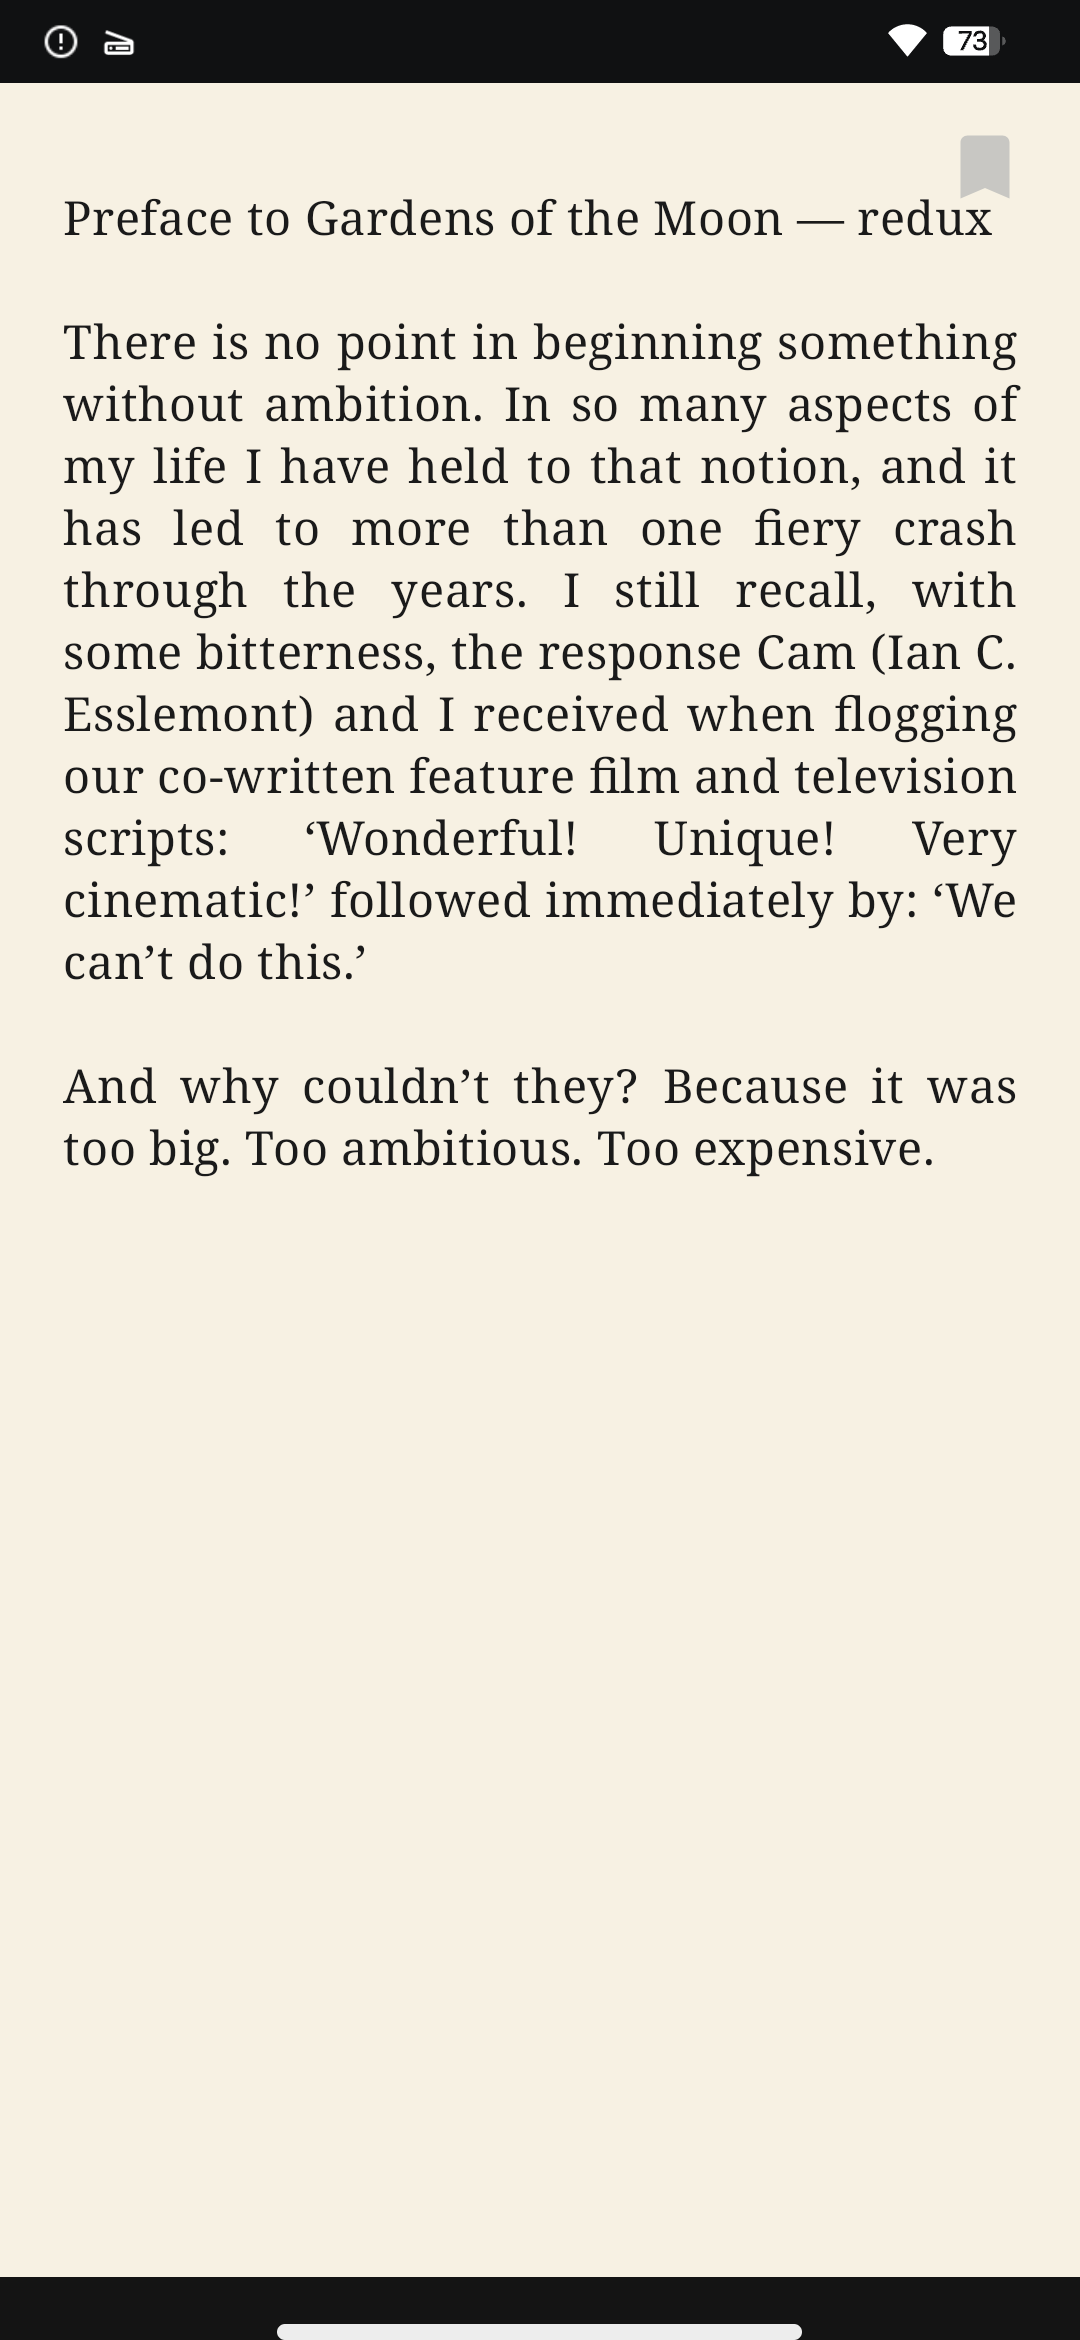 73
Preface to Gardens of the Moon — redux
There is no point in beginning something
without ambition. In so many aspects of
my life I have held to that notion, and it
has led to more than one fiery crash
through the years. I still recall, with
some bitterness, the response Cam (Ian C.
Esslemont) and I received when flogging
our co-written feature film and television
scripts: ‘Wonderful! Unique! Very
cinematic!’ followed immediately by: ‘We
can’t do this.’
And why couldn’t they? Because it was
too big. Too ambitious. Too expensive.